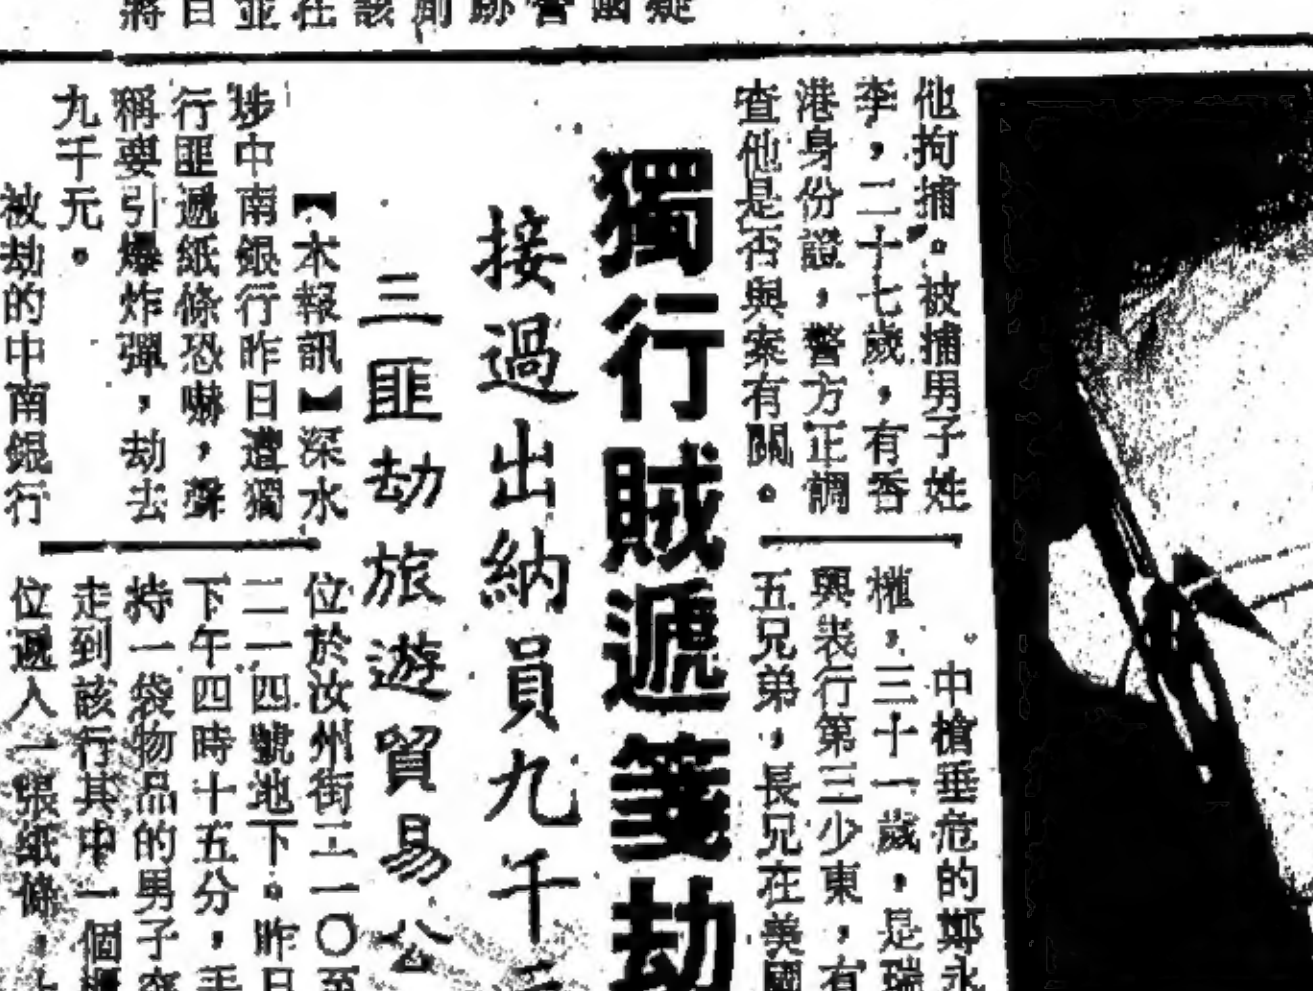 他拘捕。被捕男子姓
李，二十七歲，有香
港身份證，警方正調
查他是否與案有關。
中槍垂危的鄭永
權，三十一歲，是瑞
興表行第三少東，有
五兄弟，長兄在美國
獨行賊遞箋劫
接過出納員九千
三匪劫旅遊貿易公
【本報訊】深水
埗中南銀行昨日遭獨
行匪遞紙條恐嚇，聲
稱要引爆炸彈，劫去
九千元。
被劫的中南銀行
位於汝州街二一〇至
二一四號地下。昨日
下午四時十五分，手
持一袋物品的男子
走到該行其中一個櫃
位遞入一張紙條，